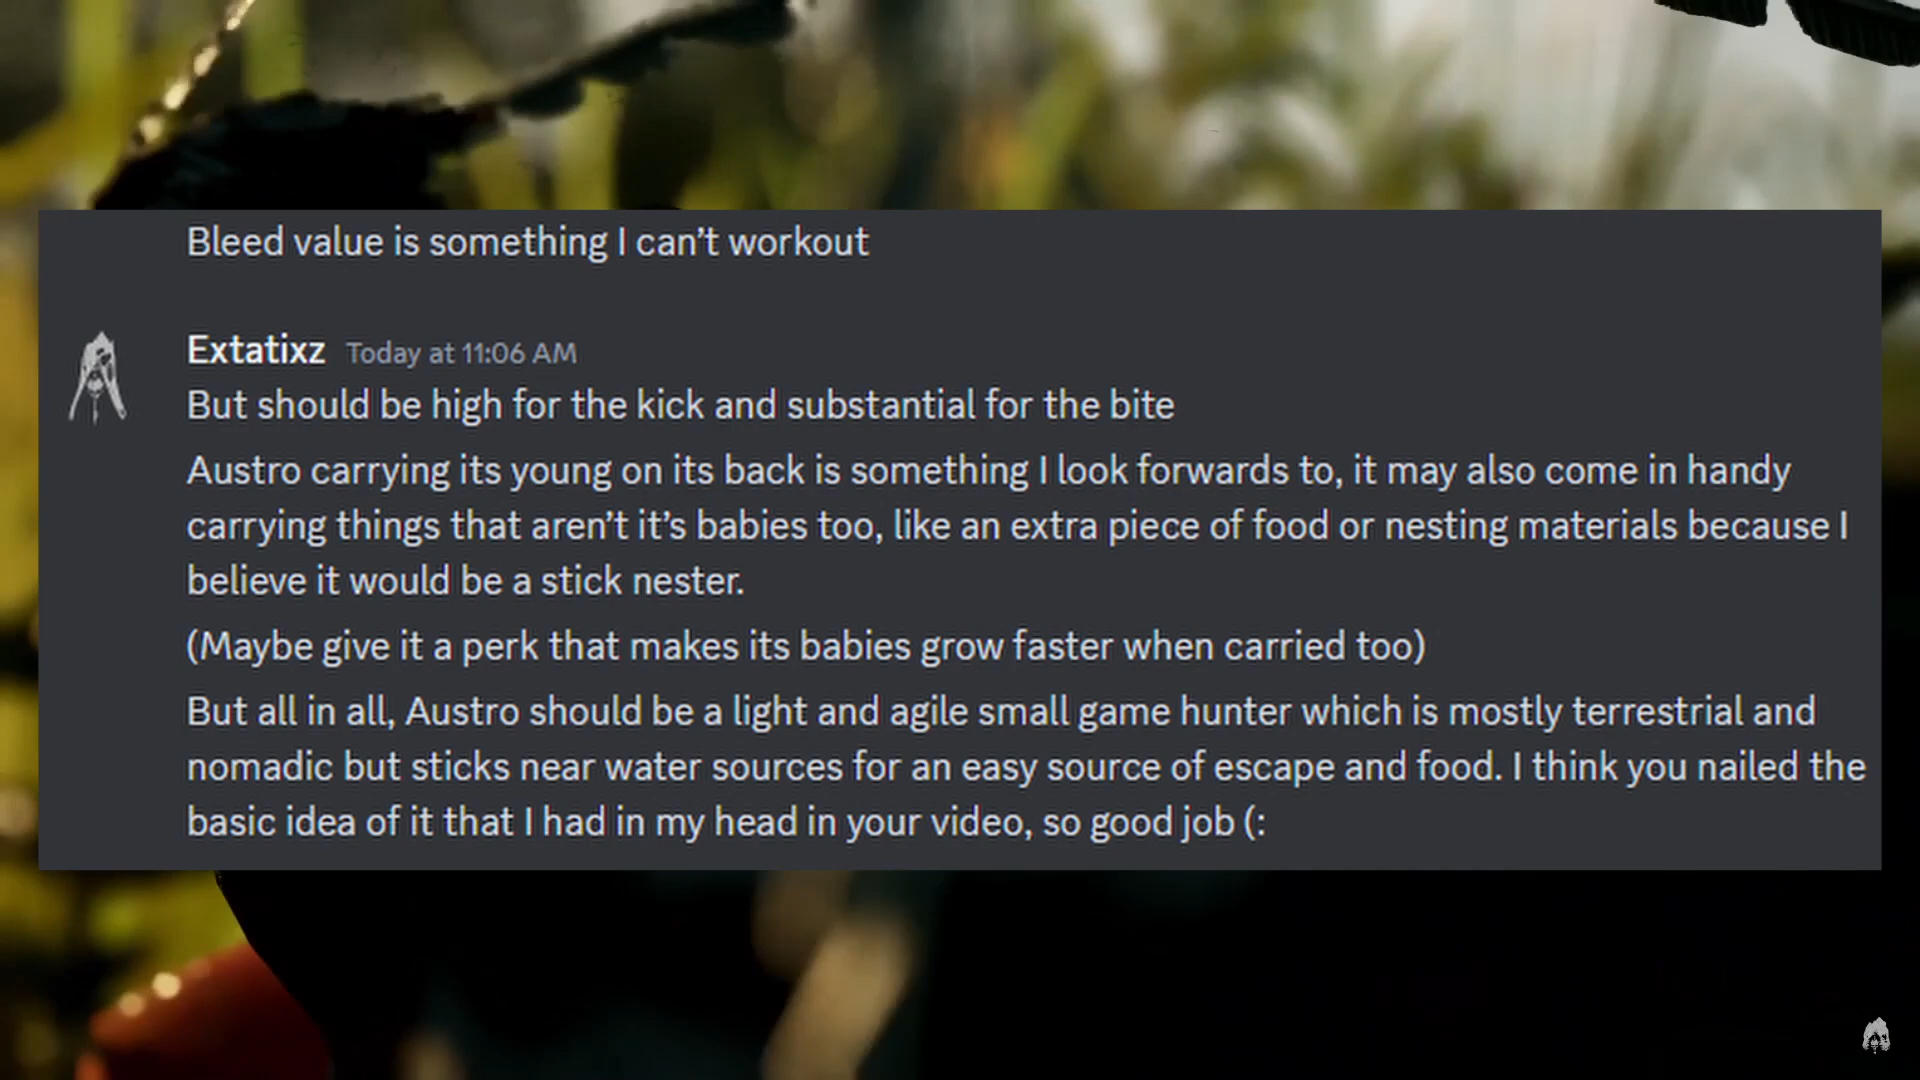 Bleed value is something I can’t workout
Extatixz Today at 11:06 AM
But should be high for the kick and substantial for the bite
Austro carrying its young on its back is something I look forwards to, it may also come in handy
carrying things that aren’t it’s babies too, like an extra piece of food or nesting materials because I
believe it would be a stick nester.
(Maybe give it a perk that makes its babies grow faster when carried too)
But all in all, Austro should be a light and agile small game hunter which is mostly terrestrial and
nomadic but sticks near water sources for an easy source of escape and food. I think you nailed the
basic idea of it that I had in my head in your video, so good job (: